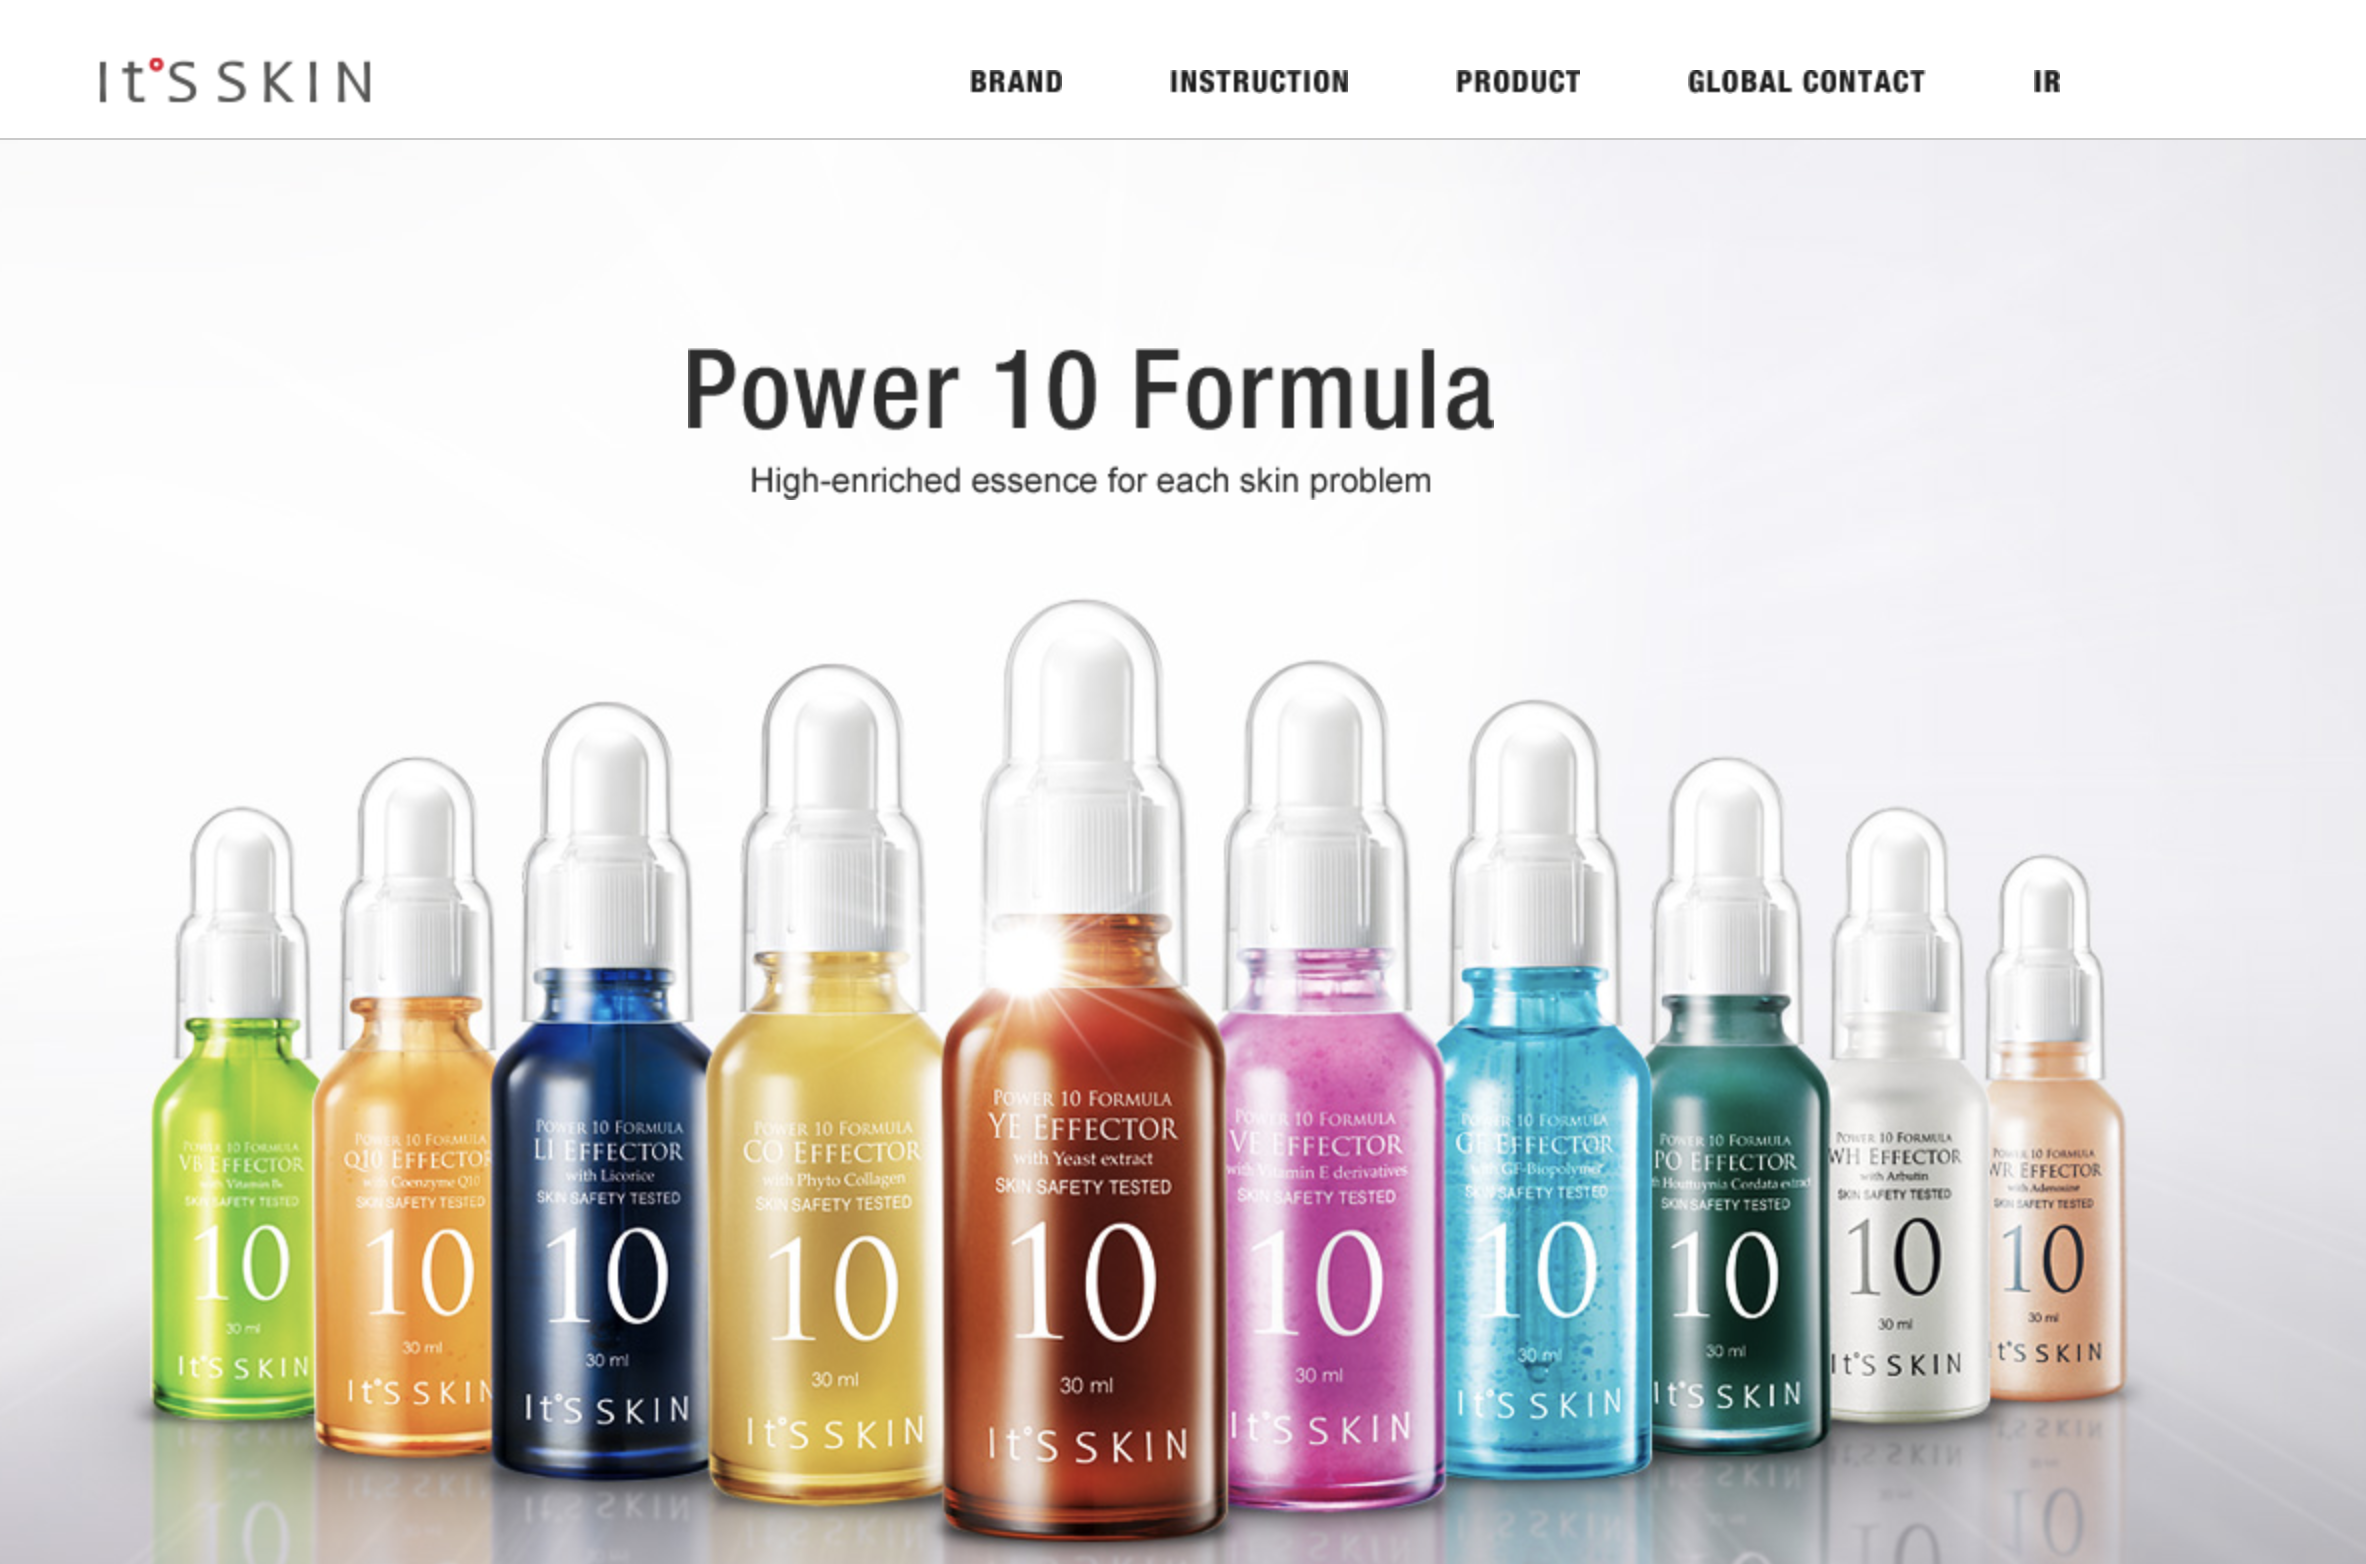 It°S SKIN
BRAND INSTRUCTION PRODUCT GLOBAL CONTACT IR
Power 10 Formula
High-enriched essence for each skin problem
POWER 10 FORMULA
VB EFFECTOR
with Vitamin B₆
SKIN SAFETY TESTED
10
30 ml
It°S SKIN
POWER 10 FORMULA
Q10 EFFECTOR
with Coenzyme Q10
SKIN SAFETY TESTED
10
30 ml
It°S SKIN
POWER 10 FORMULA
LI EFFECTOR
with Licorice
SKIN SAFETY TESTED
10
30 ml
It°S SKIN
POWER 10 FORMULA
CO EFFECTOR
with Phyto Collagen
SKIN SAFETY TESTED
10
30 ml
It°S SKIN
POWER 10 FORMULA
YE EFFECTOR
with Yeast extract
SKIN SAFETY TESTED
10
30 ml
It°S SKIN
POWER 10 FORMULA
VE EFFECTOR
with Vitamin E derivatives
SKIN SAFETY TESTED
10
30 ml
It°S SKIN
POWER 10 FORMULA
GF EFFECTOR
with GF-Biopolymer
SKIN SAFETY TESTED
10
30 ml
It°S SKIN
POWER 10 FORMULA
PO EFFECTOR
th Houttuynia Cordata extract
SKIN SAFETY TESTED
10
30 ml
It°S SKIN
POWER 10 FORMULA
WH EFFECTOR
with Arbutin
SKIN SAFETY TESTED
10
30 ml
It°S SKIN
POWER 10 FORMULA
WR EFFECTOR
with Adenosine
SKIN SAFETY TESTED
10
30 ml
It°S SKIN